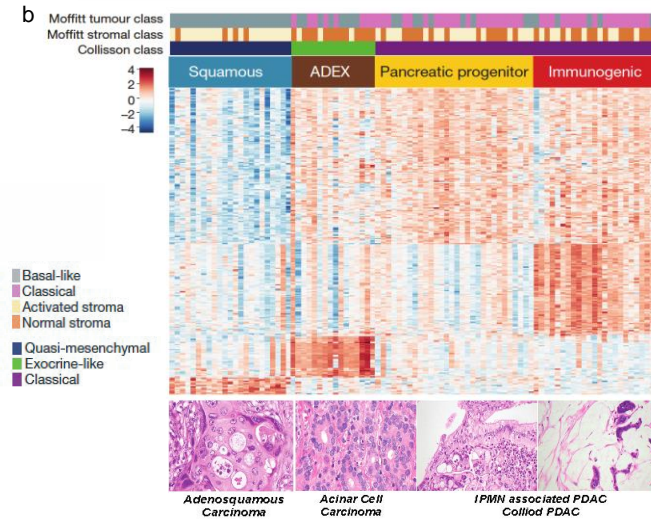 b
Moffitt tumour class
Moffitt stromal class
Collisson class
Squamous ADEX Pancreatic progenitor Immunogenic
4
2
0
−2
−4
Basal-like
Classical
Activated stroma
Normal stroma
Quasi-mesenchymal
Exocrine-like
Classical
Adenosquamous Acinar Cell IPMN associated PDAC
Carcinoma Carcinoma Colliod PDAC